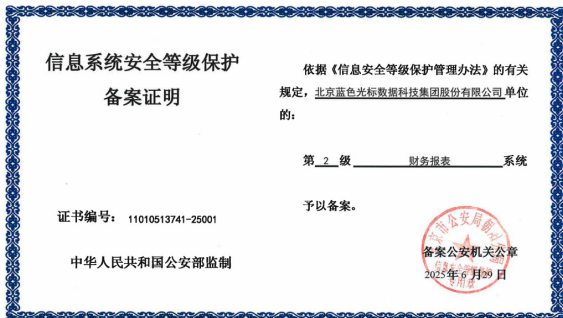 信息系统安全等级保护
备案证明
证书编号：11010513741-25001
中华人民共和国公安部监制
依据《信息安全等级保护管理办法》的有关
规定，北京蓝色光标数据科技集团股份有限公司单位
的：
第 2 级 财务报表 系统
予以备案。
备案公安机关公章
2025年 6 月 29 日